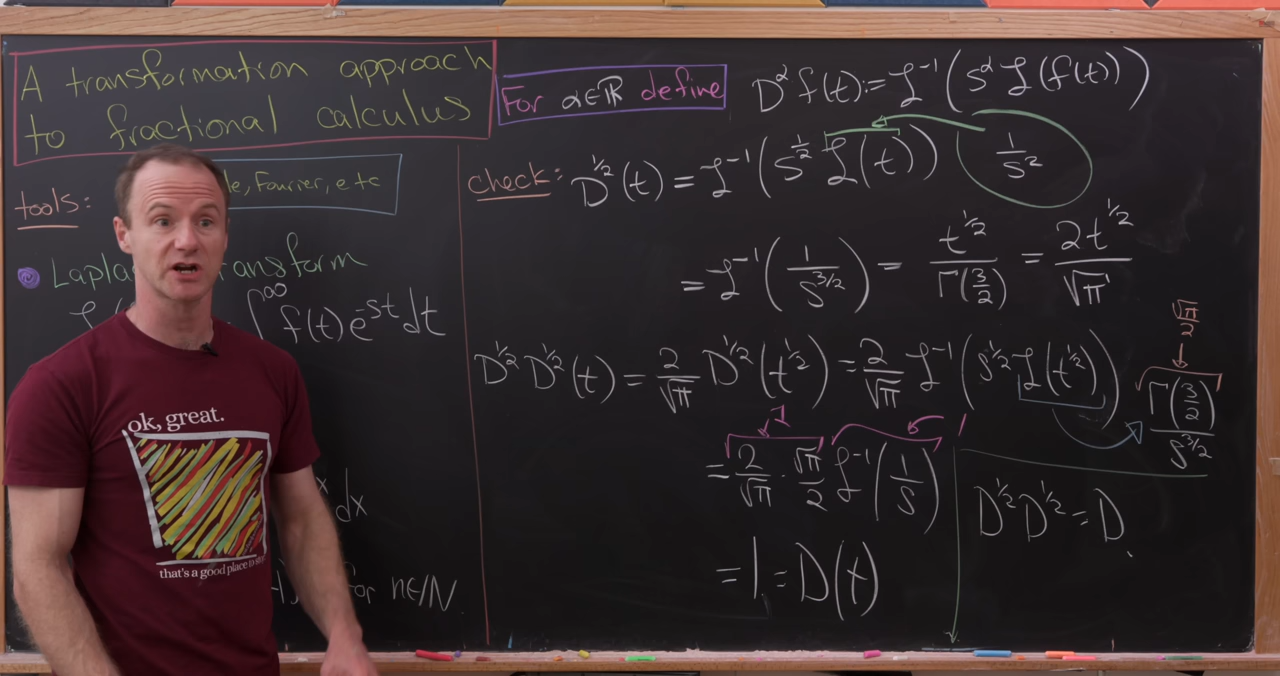 A transformation approach
to fractional calculus
For α∈ℝ define D^α f(t):=ℒ^{-1}(s^α ℒ(f(t)))
tools: Fourier, etc
Laplace transform
∫^∞ f(t)e^{-st}dt
dx
for n∈ℕ
check: D^{1/2}(t) = ℒ^{-1}(s^{1/2} ℒ(t)) 1/s^2
= ℒ^{-1}(1/s^{3/2}) = t^{1/2}/Γ(3/2) = 2t^{1/2}/√π
D^{1/2} D^{1/2}(t) = 2/√π D^{1/2}(t^{1/2}) = 2/√π ℒ^{-1}(s^{1/2} ℒ(t^{1/2}))
√π/2
Γ(3/2)/s^{3/2}
1 1
= 2/√π · √π/2 ℒ^{-1}(1/s)
= 1 = D(t)
D^{1/2} D^{1/2} = D
ok, great.
that's a good place to